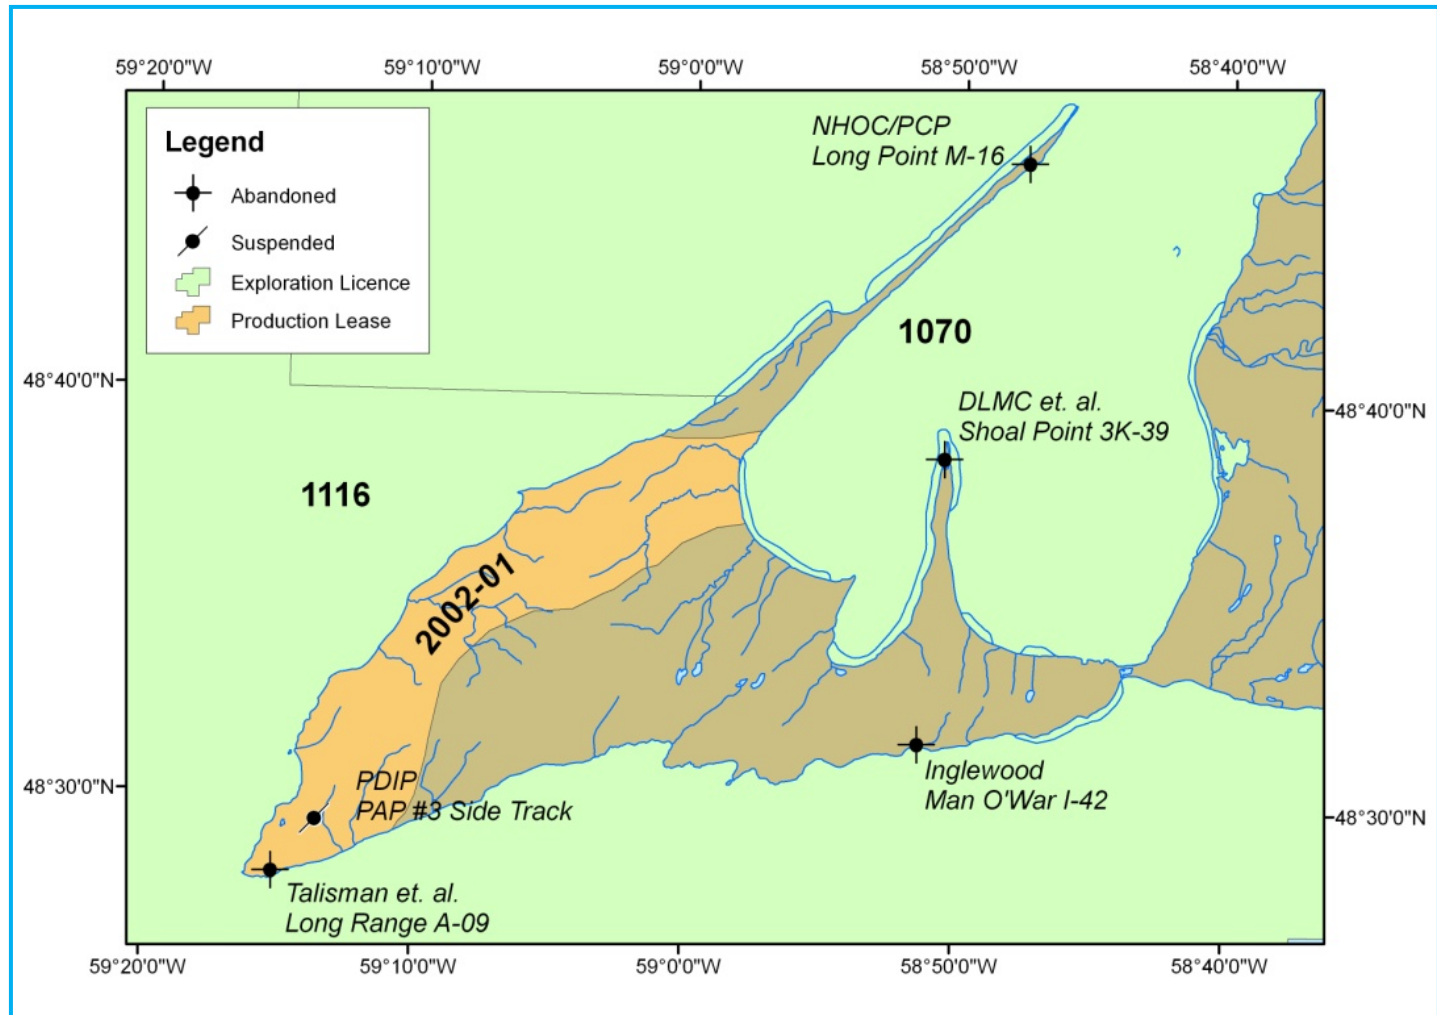 59°20'0"W
59°10'0"W
59°0'0"W
58°50'0"W
58°40'0"W
Legend
Abandoned
Suspended
Exploration Licence
Production Lease
NHOC/PCP
Long Point M-16
1070
48°40'0"N
48°40'0"N
DLMC et. al.
Shoal Point 3K-39
1116
2002-01
Inglewood
Man O'War I-42
PDIP
PAP #3 Side Track
48°30'0"N
48°30'0"N
Talisman et. al.
Long Range A-09
59°20'0"W
59°10'0"W
59°0'0"W
58°50'0"W
58°40'0"W